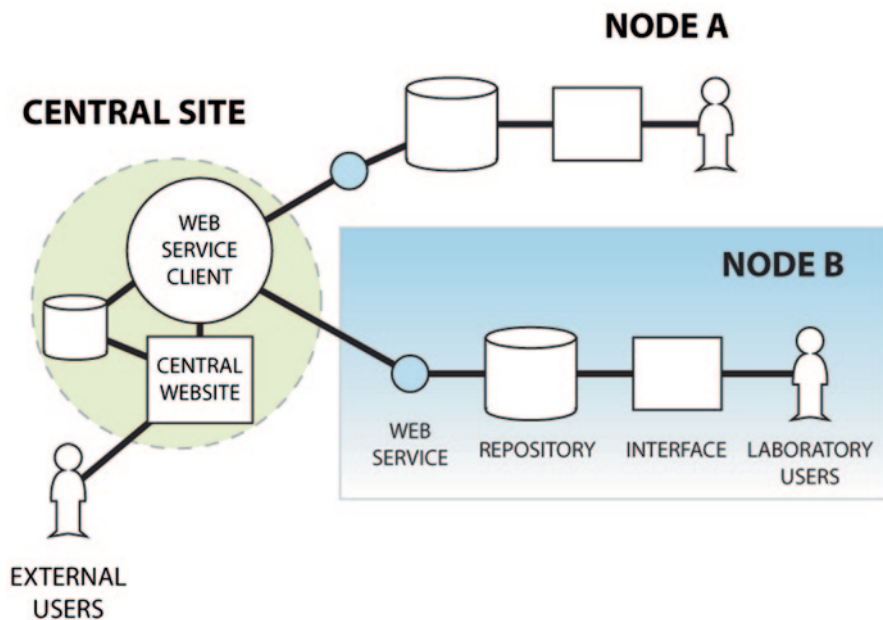 NODE A
CENTRAL SITE
WEB
SERVICE
CLIENT
NODE B
CENTRAL
WEBSITE
WEB
SERVICE
REPOSITORY
INTERFACE
LABORATORY
USERS
EXTERNAL
USERS